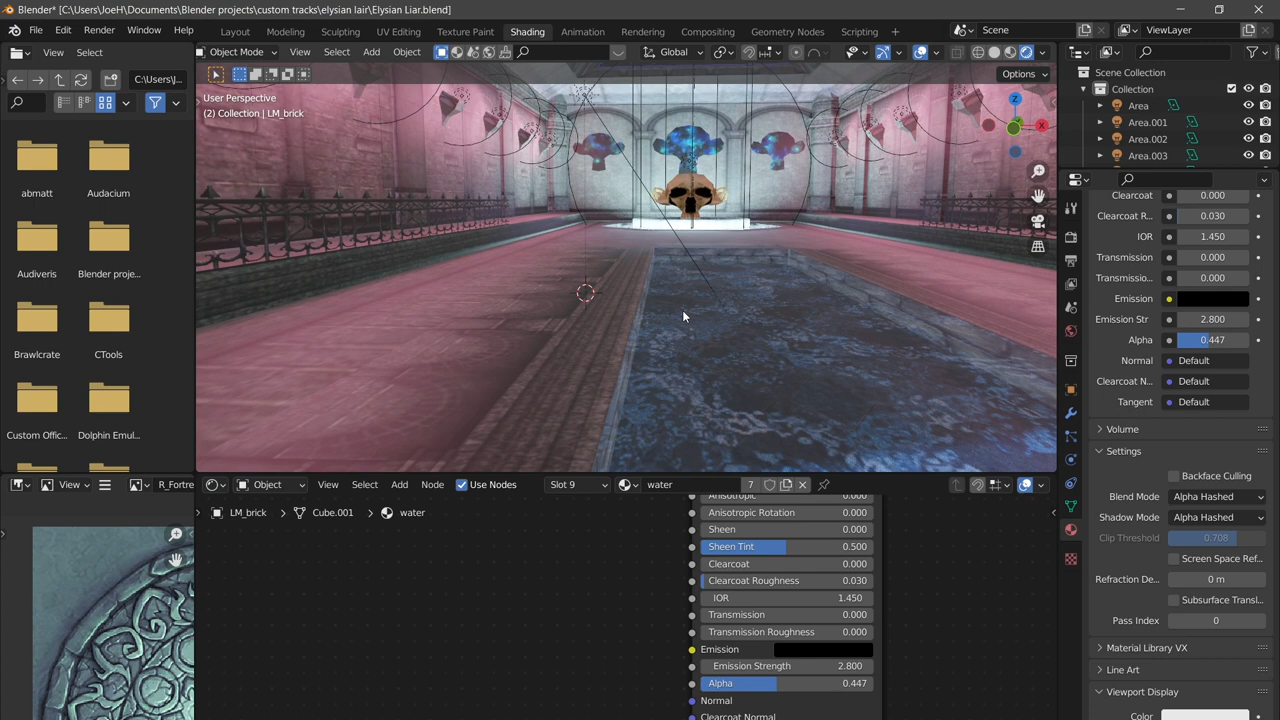 Blender* [C:\Users\JoeH\Documents\Blender projects\custom tracks\elysian lair\Elysian Liar.blend]
File Edit Render Window Help Layout Modeling Sculpting UV Editing Texture Paint Shading Animation Rendering Compositing Geometry Nodes Scripting + Scene ViewLayer
View Select Object Mode View Select Add Object Global
C:\Users\J... Options
User Perspective
(2) Collection | LM_brick
abmatt Audacium
Audiveris Blender proje...
Brawlcrate CTools
Custom Offic... Dolphin Emul...
Z
X
Scene Collection
Collection
Area
Area.001
Area.002
Area.003
Clearcoat 0.000
Clearcoat R... 0.030
IOR 1.450
Transmission 0.000
Transmissio... 0.000
Emission
Emission Str 2.800
Alpha 0.447
Normal Default
Clearcoat N... Default
Tangent Default
Volume
Settings
Backface Culling
Blend Mode Alpha Hashed
Shadow Mode Alpha Hashed
Clip Threshold 0.708
Screen Space Ref...
Refraction De... 0 m
Subsurface Transl...
Pass Index 0
Material Library VX
Line Art
Viewport Display
Color
View R_Fortre
Object View Select Add Node Use Nodes Slot 9 water 7
LM_brick > Cube.001 > water
Anisotropic 0.000
Anisotropic Rotation 0.000
Sheen 0.000
Sheen Tint 0.500
Clearcoat 0.000
Clearcoat Roughness 0.030
IOR 1.450
Transmission 0.000
Transmission Roughness 0.000
Emission
Emission Strength 2.800
Alpha 0.447
Normal
Clearcoat Normal